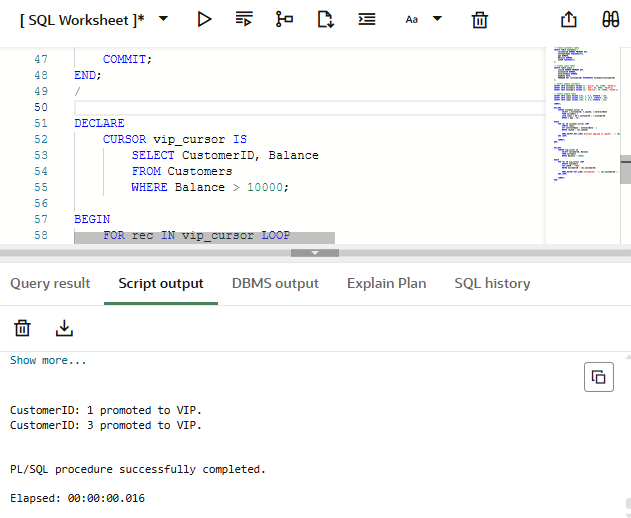 [ SQL Worksheet ]*
Aa
47 COMMIT;
48 END;
49 /
50
51 DECLARE
52 CURSOR vip_cursor IS
53 SELECT CustomerID, Balance
54 FROM Customers
55 WHERE Balance > 10000;
56
57 BEGIN
58 FOR rec IN vip_cursor LOOP
Query result Script output DBMS output Explain Plan SQL history
Show more...
CustomerID: 1 promoted to VIP.
CustomerID: 3 promoted to VIP.
PL/SQL procedure successfully completed.
Elapsed: 00:00:00.016